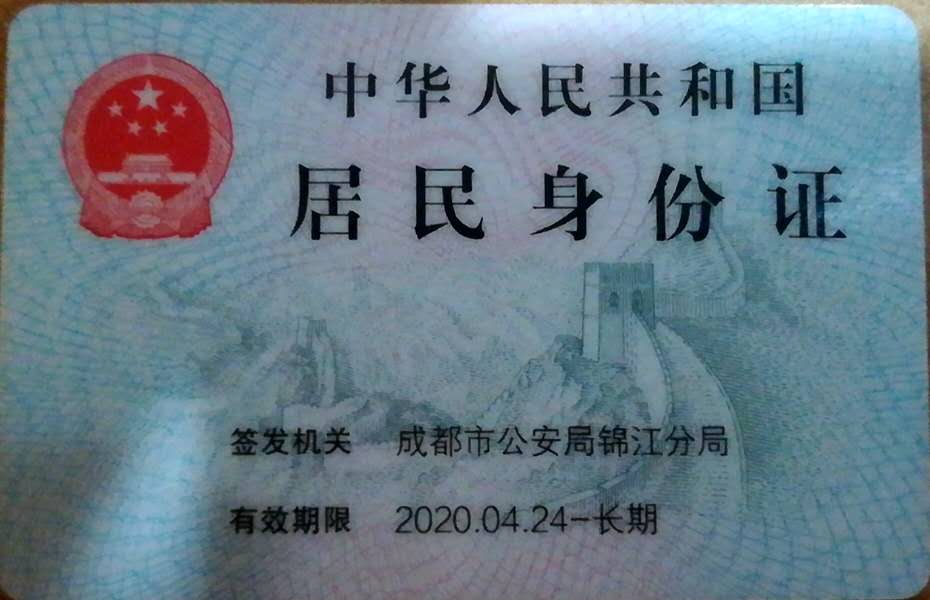 中华人民共和国
居民身份证
签发机关 成都市公安局锦江分局
有效期限 2020.04.24-长期